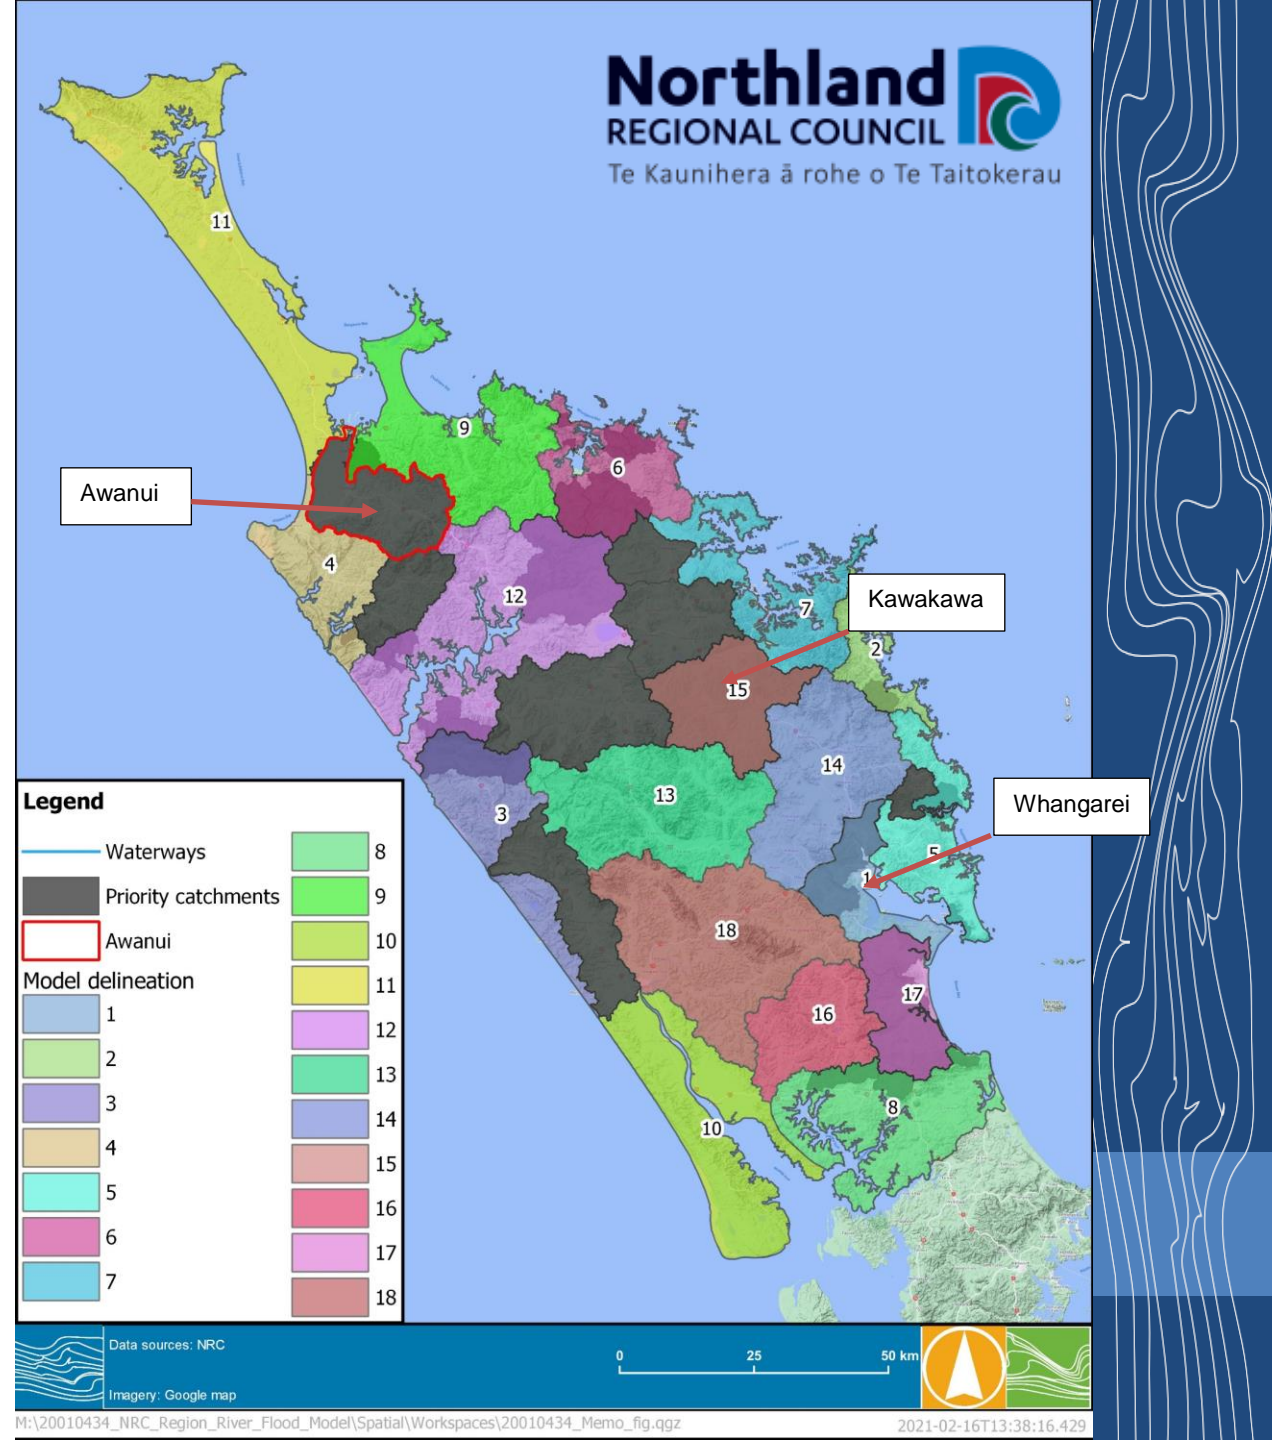 Northland
REGIONAL COUNCIL
Te Kaunihera ā rohe o Te Taitokerau
11
9
6
Awanui
4
12
7
Kawakawa
2
15
14
13
Whangarei
3
5
1
18
17
16
8
10
Legend
Waterways
Priority catchments
Awanui
Model delineation
1
2
3
4
5
6
7
8
9
10
11
12
13
14
15
16
17
18
Data sources: NRC
Imagery: Google map
0 25 50 km
M:\20010434_NRC_Region_River_Flood_Model\Spatial\Workspaces\20010434_Memo_fig.qgz
2021-02-16T13:38:16.429